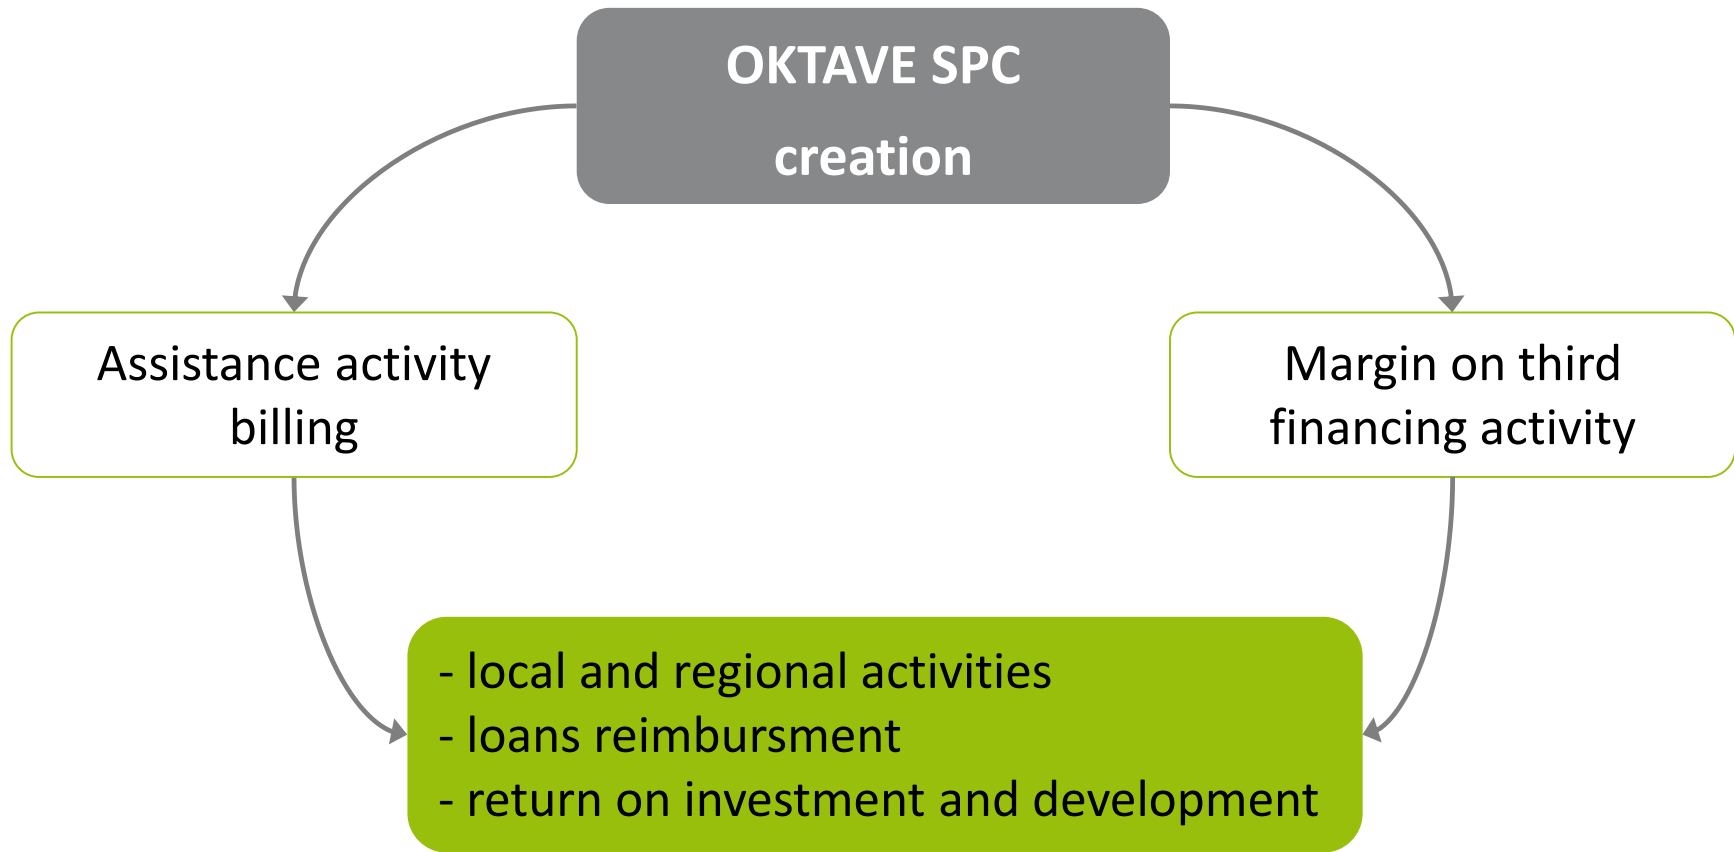 OKTAVE SPC
creation
Assistance activity
billing
Margin on third
financing activity
- local and regional activities
- loans reimbursment
- return on investment and development